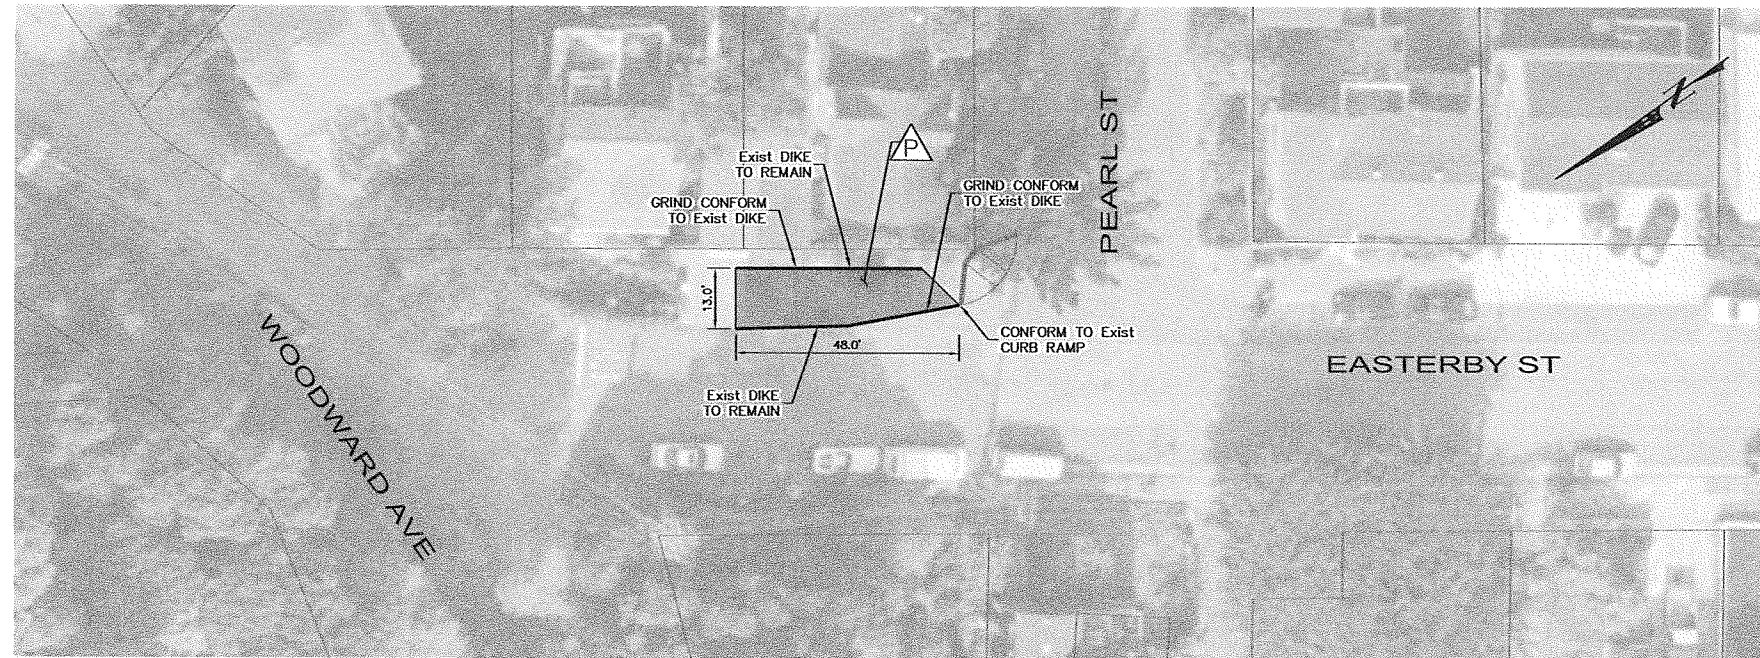 PEARL ST
P
Exist DIKE
TO REMAIN
GRIND CONFORM
TO Exist DIKE
GRIND CONFORM
TO Exist DIKE
13.0'
48.0'
CONFORM TO Exist
CURB RAMP
Exist DIKE
TO REMAIN
EASTERBY ST
WOODWARD AVE